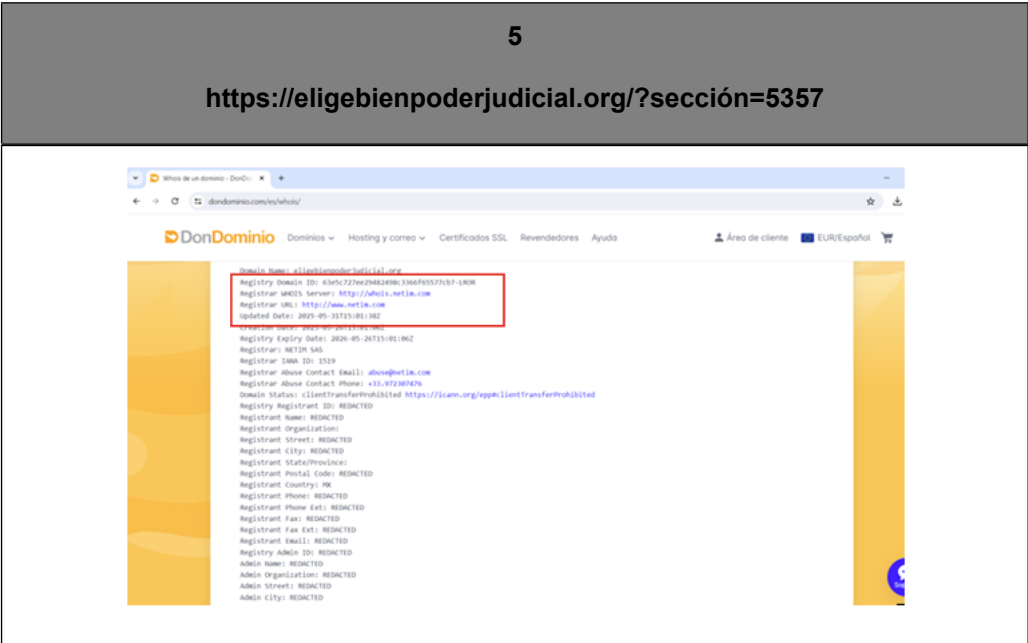 5
https://eligebienpoderjudicial.org/?sección=5357
Whois de un dominio - DonDo
dondominio.com/es/whois/
DonDominio Dominios Hosting y correo Certificados SSL Revendedores Ayuda Área de cliente EUR/Español
Domain Name: eligebienpoderjudicial.org
Registry Domain ID: 63e5c727ee29482498c3366f65577cb7-LROR
Registrar WHOIS Server: http://whois.netim.com
Registrar URL: http://www.netim.com
Updated Date: 2025-05-31T15:01:38Z
Creation Date: 2025-05-26T15:01:06Z
Registry Expiry Date: 2026-05-26T15:01:06Z
Registrar: NETIM SAS
Registrar IANA ID: 1519
Registrar Abuse Contact Email: abuse@netim.com
Registrar Abuse Contact Phone: +33.972307476
Domain Status: clientTransferProhibited https://icann.org/epp#clientTransferProhibited
Registry Registrant ID: REDACTED
Registrant Name: REDACTED
Registrant Organization:
Registrant Street: REDACTED
Registrant City: REDACTED
Registrant State/Province:
Registrant Postal Code: REDACTED
Registrant Country: MX
Registrant Phone: REDACTED
Registrant Phone Ext: REDACTED
Registrant Fax: REDACTED
Registrant Fax Ext: REDACTED
Registrant Email: REDACTED
Registry Admin ID: REDACTED
Admin Name: REDACTED
Admin Organization: REDACTED
Admin Street: REDACTED
Admin City: REDACTED